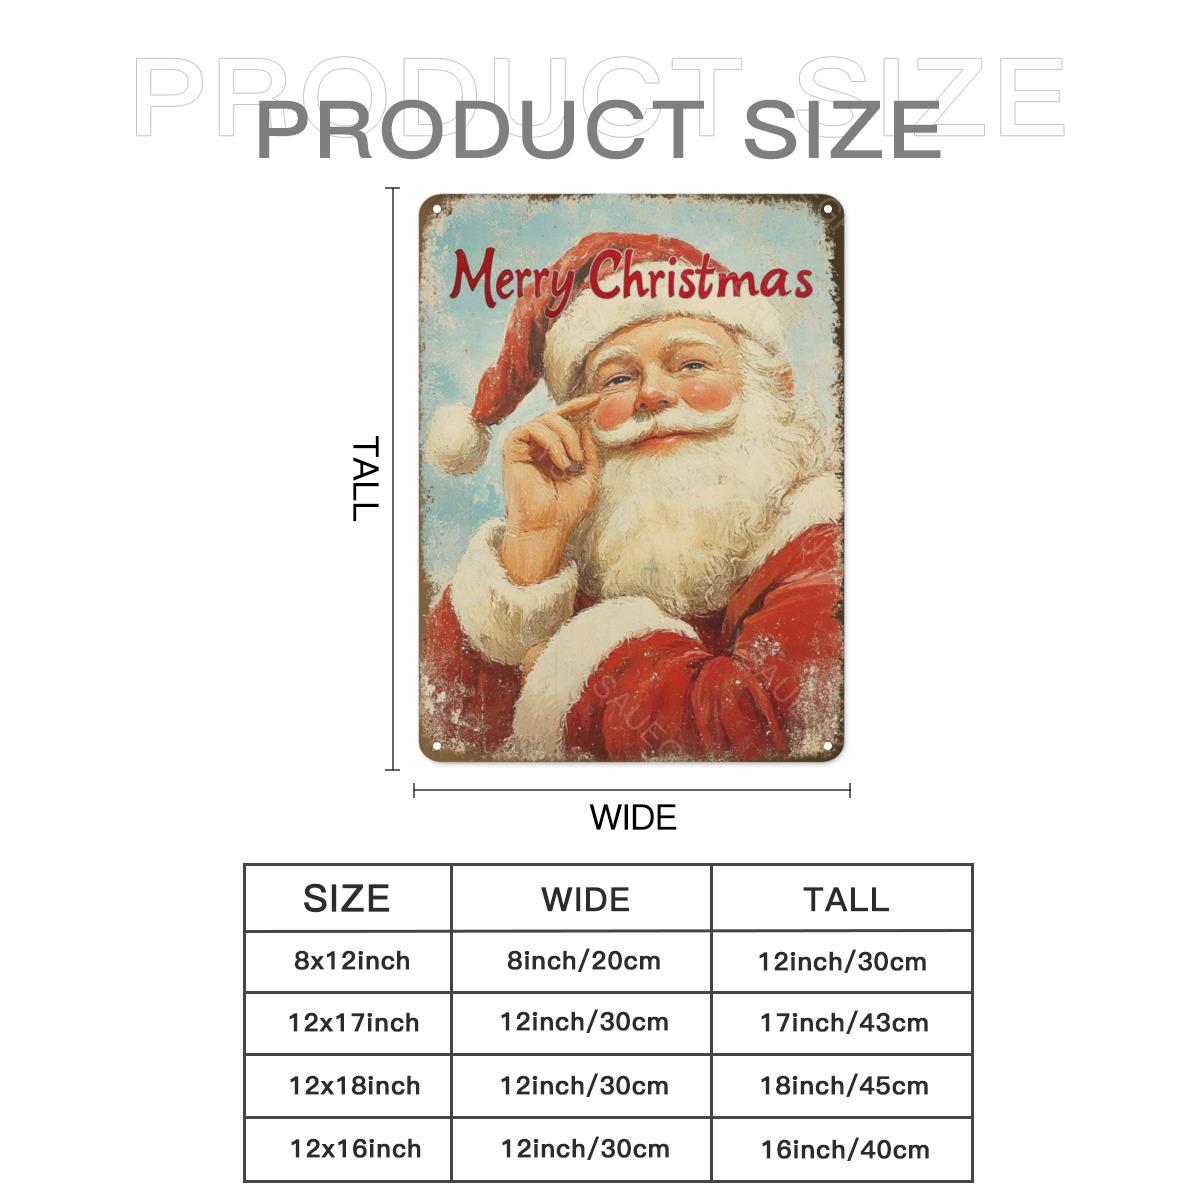 PRODUCT SIZE
PRODUCT SIZE
Merry Christmas
TALL
WIDE
SIZE WIDE TALL
8x12inch 8inch/20cm 12inch/30cm
12x17inch 12inch/30cm 17inch/43cm
12x18inch 12inch/30cm 18inch/45cm
12x16inch 12inch/30cm 16inch/40cm